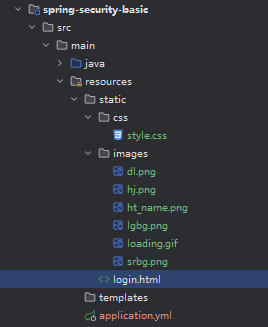 spring-security-basic
src
main
java
resources
static
css
style.css
images
dl.png
hj.png
ht_name.png
lgbg.png
loading.gif
srbg.png
login.html
templates
application.yml